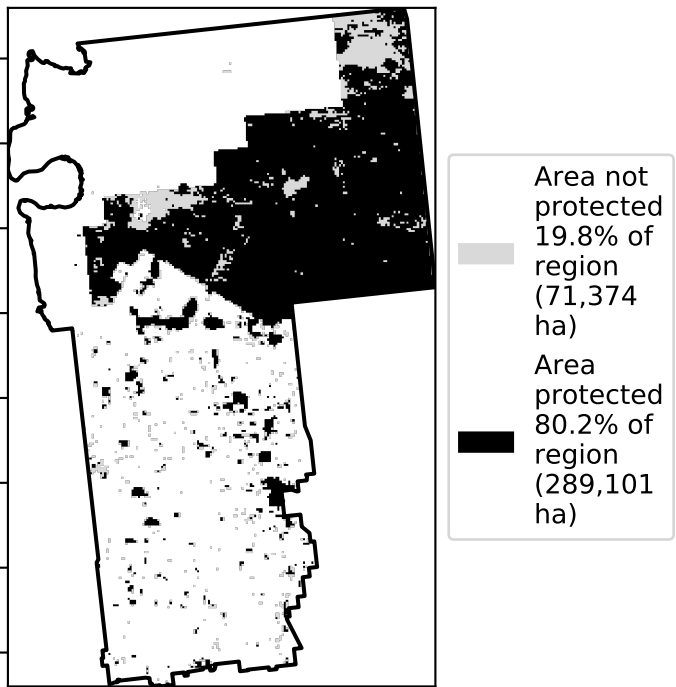 Area not
protected
19.8% of
region
(71,374
ha)
Area
protected
80.2% of
region
(289,101
ha)